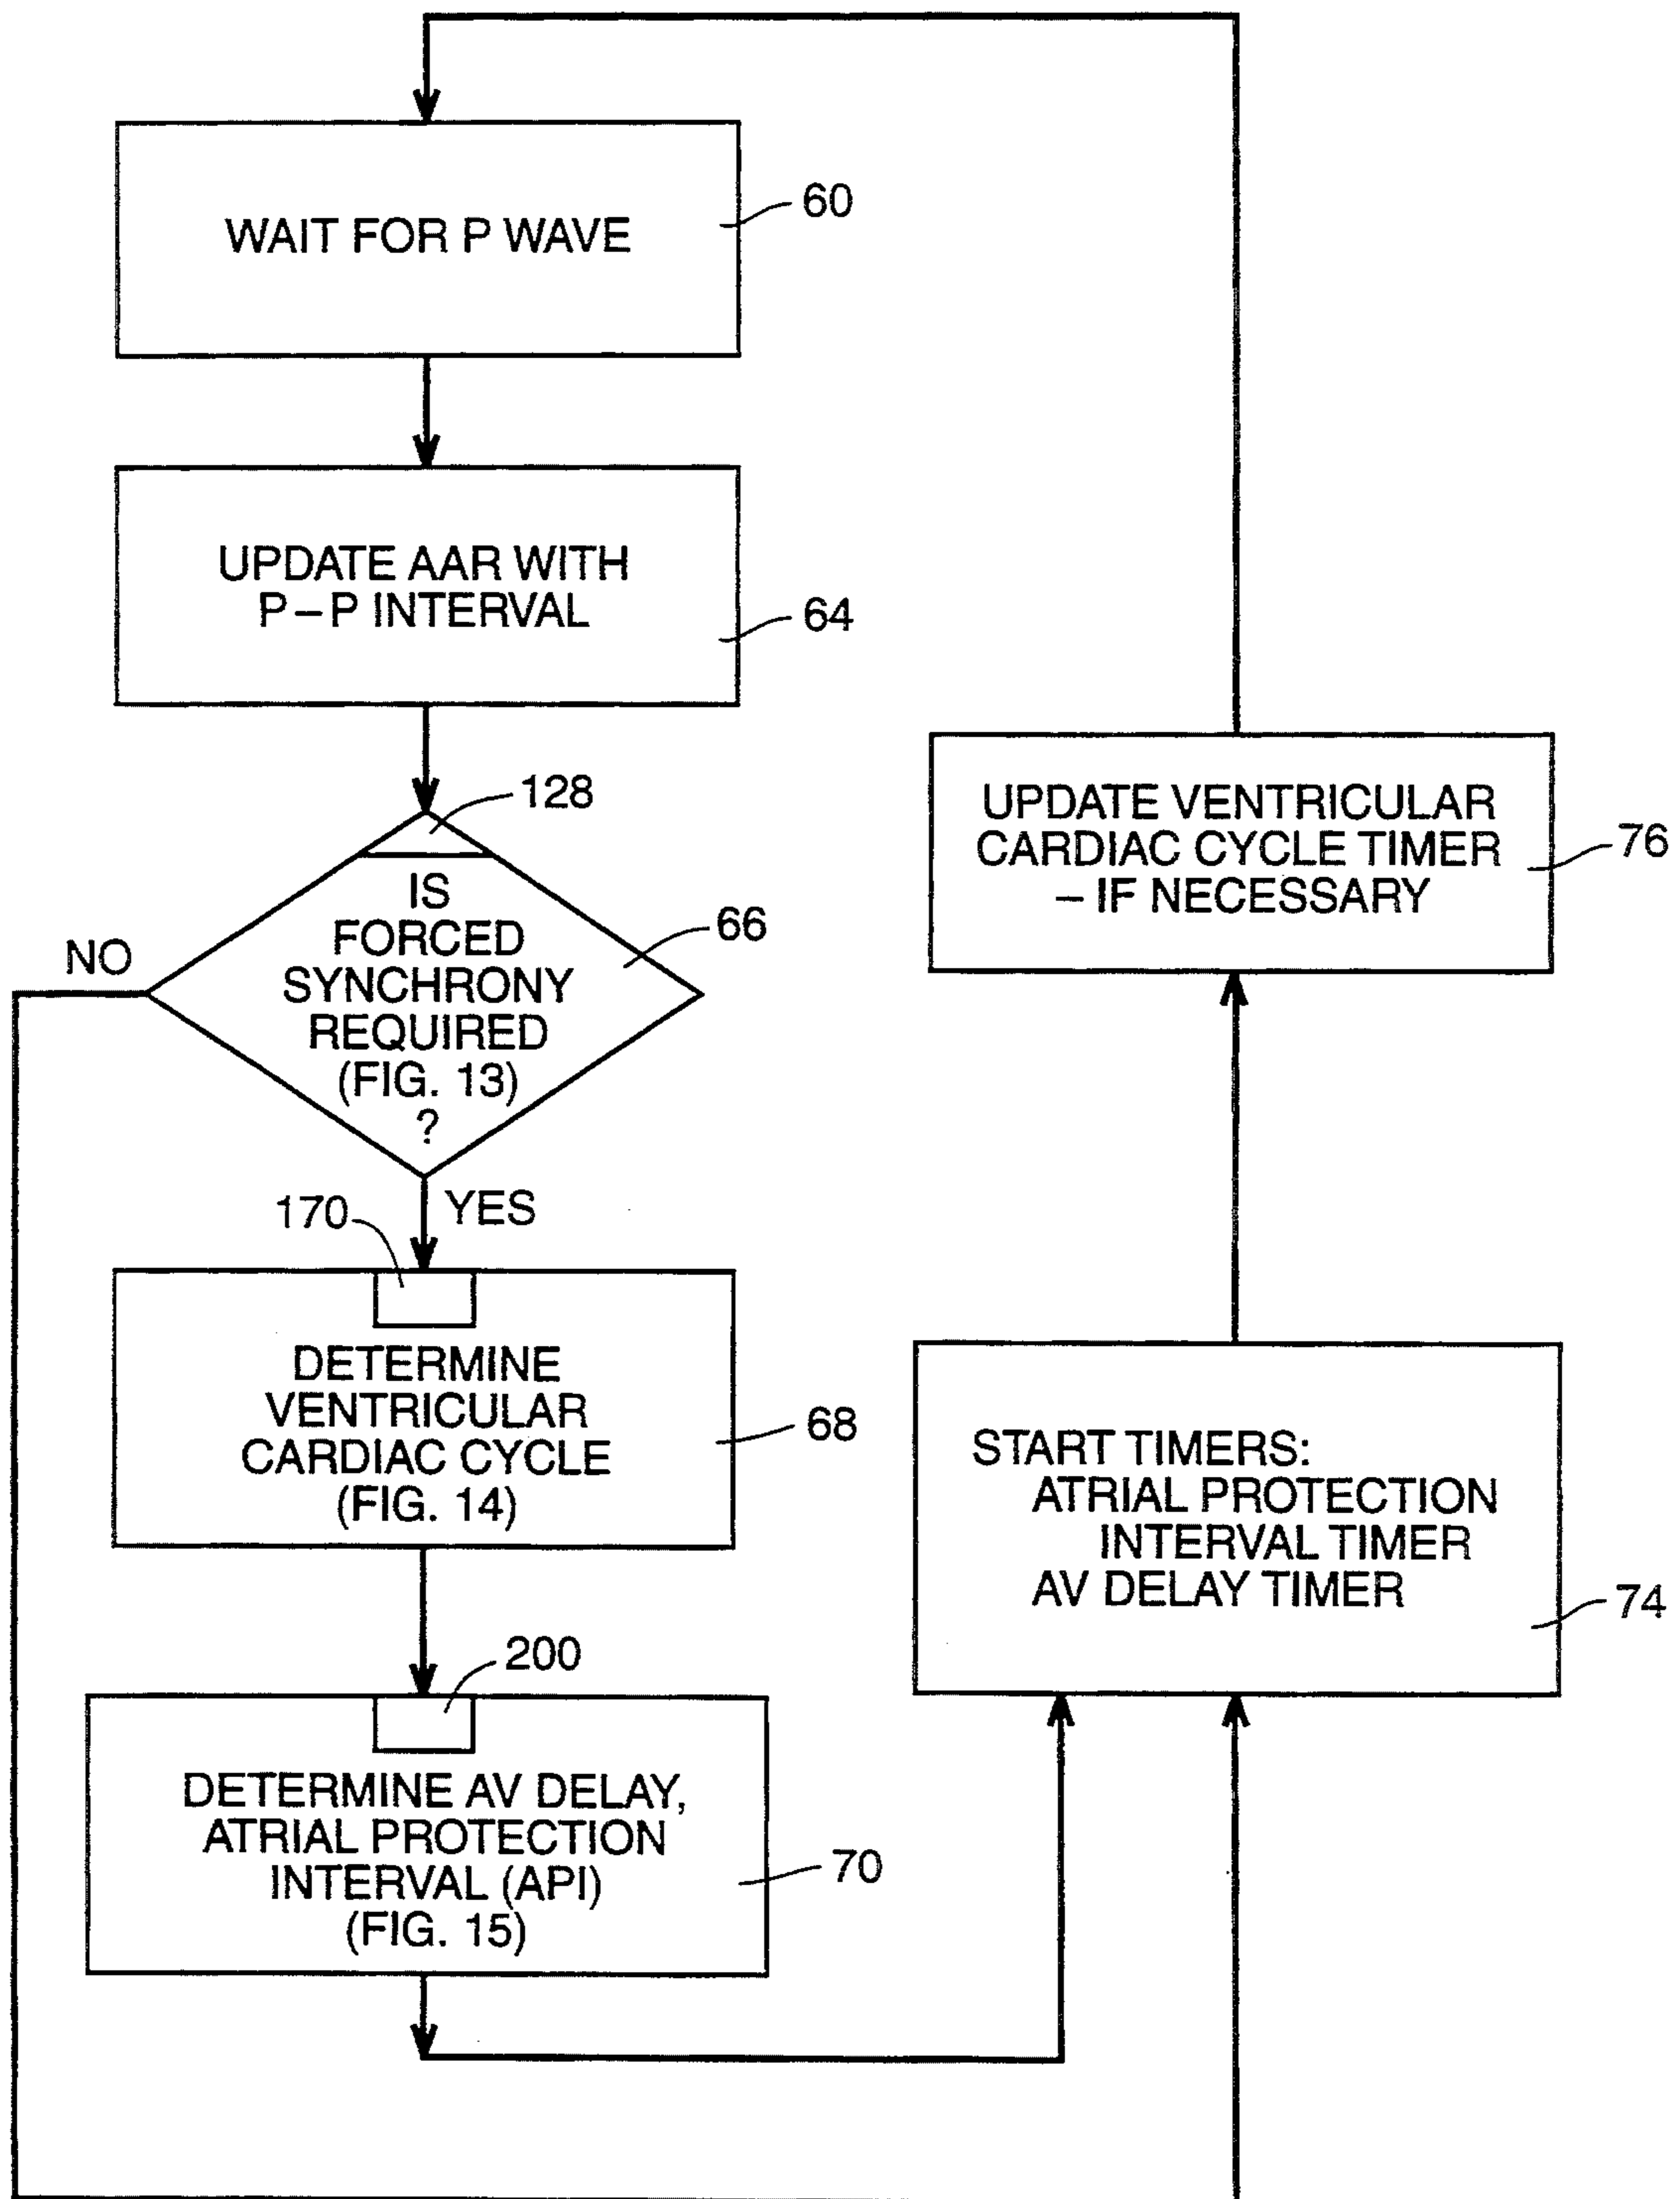 WAIT FOR P WAVE
60
UPDATE AAR WITH
P–P INTERVAL
64
128
IS
FORCED
SYNCHRONY
REQUIRED
(FIG. 13)
?
66
NO
YES
170
DETERMINE
VENTRICULAR
CARDIAC CYCLE
(FIG. 14)
68
200
DETERMINE AV DELAY,
ATRIAL PROTECTION
INTERVAL (API)
(FIG. 15)
70
UPDATE VENTRICULAR
CARDIAC CYCLE TIMER
– IF NECESSARY
76
START TIMERS:
ATRIAL PROTECTION
INTERVAL TIMER
AV DELAY TIMER
74